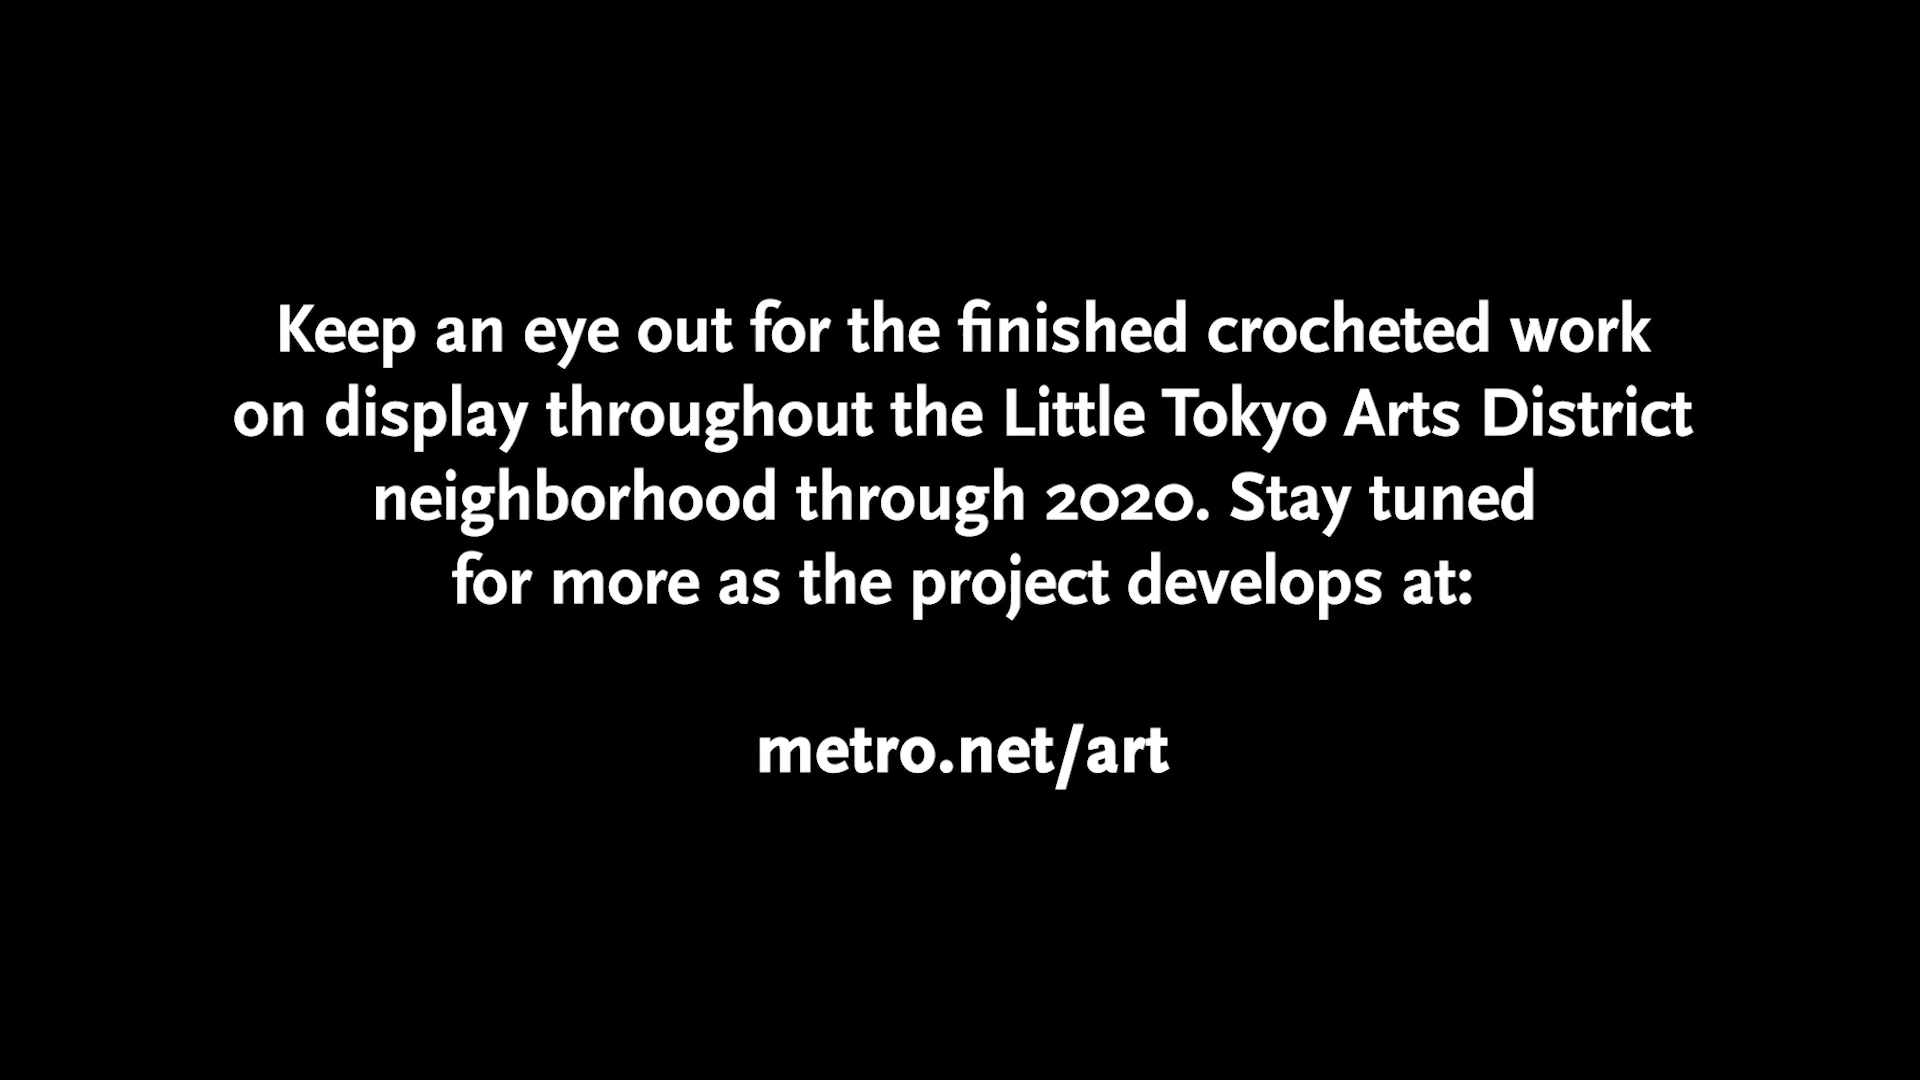 Keep an eye out for the finished crocheted work
on display throughout the Little Tokyo Arts District
neighborhood through 2020. Stay tuned
for more as the project develops at:
metro.net/art